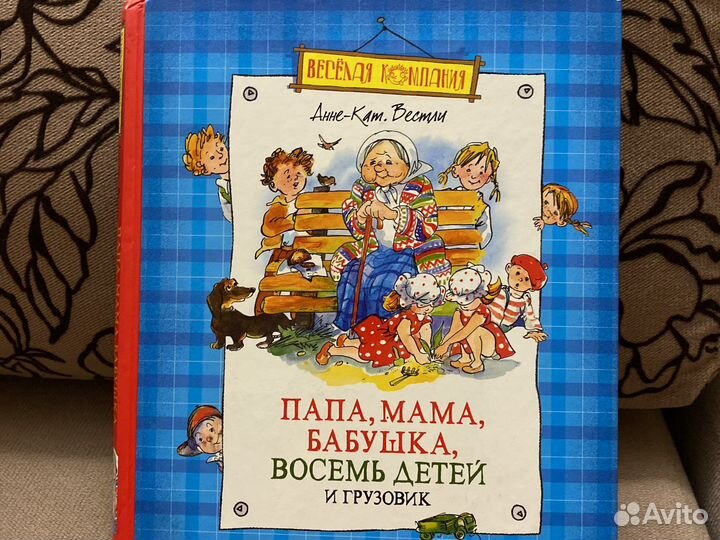 ВЕСЁЛАЯ КОМПАНИЯ
Анне-Кат. Вестли
ПАПА, МАМА,
БАБУШКА,
ВОСЕМЬ ДЕТЕЙ
И ГРУЗОВИК
Avito